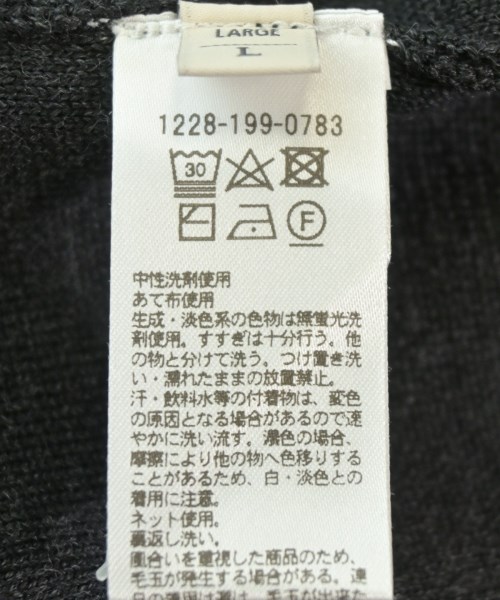 LARGE
L
1228-199-0783
30
F
中性洗剤使用
あて布使用
生成・淡色系の色物は無蛍光洗
剤使用。すすぎは十分行う。他
の物と分けて洗う。つけ置き洗
い・濡れたままの放置禁止。
汗・飲料水等の付着物は、変色
の原因となる場合があるので速
やかに洗い流す。濃色の場合、
摩擦により他の物へ色移りする
ことがあるため、白・淡色との
着用に注意。
ネット使用。
裏返し洗い。
風合いを重視した商品のため、
毛玉が発生する場合がある。連